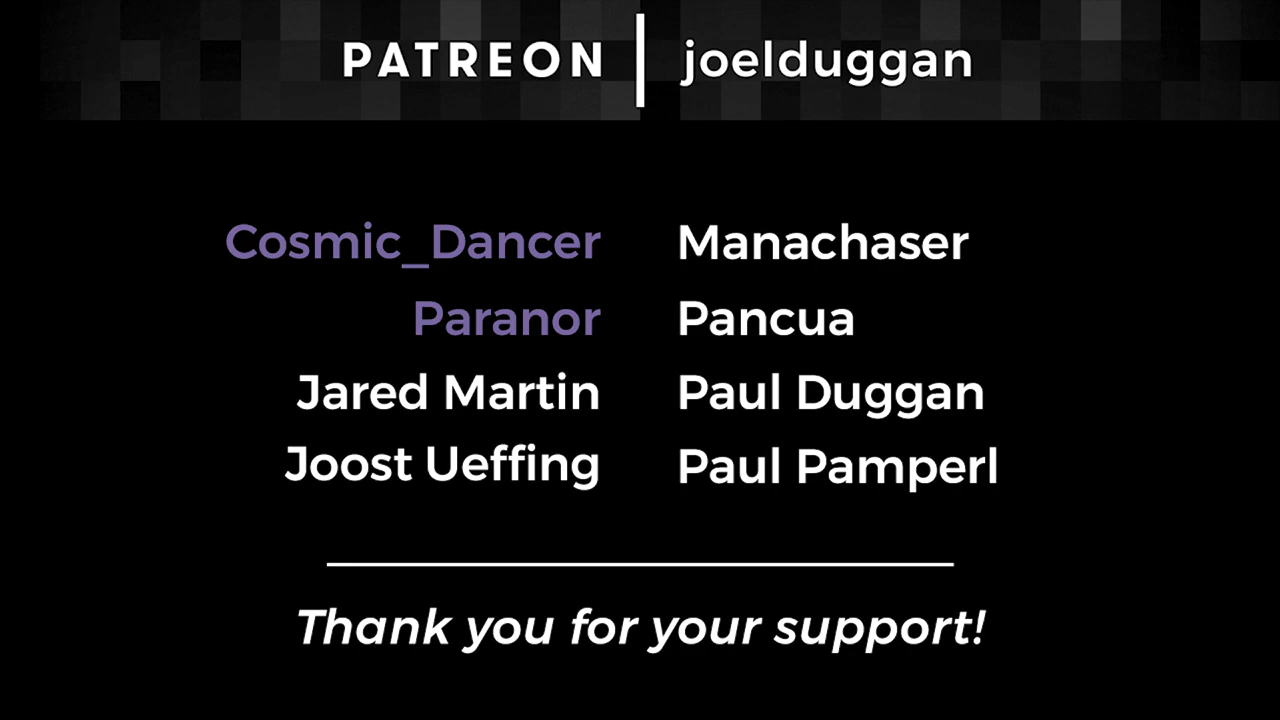 PATREON | joelduggan
Cosmic_Dancer
Paranor
Jared Martin
Joost Ueffing
Manachaser
Pancua
Paul Duggan
Paul Pamperl
Thank you for your support!